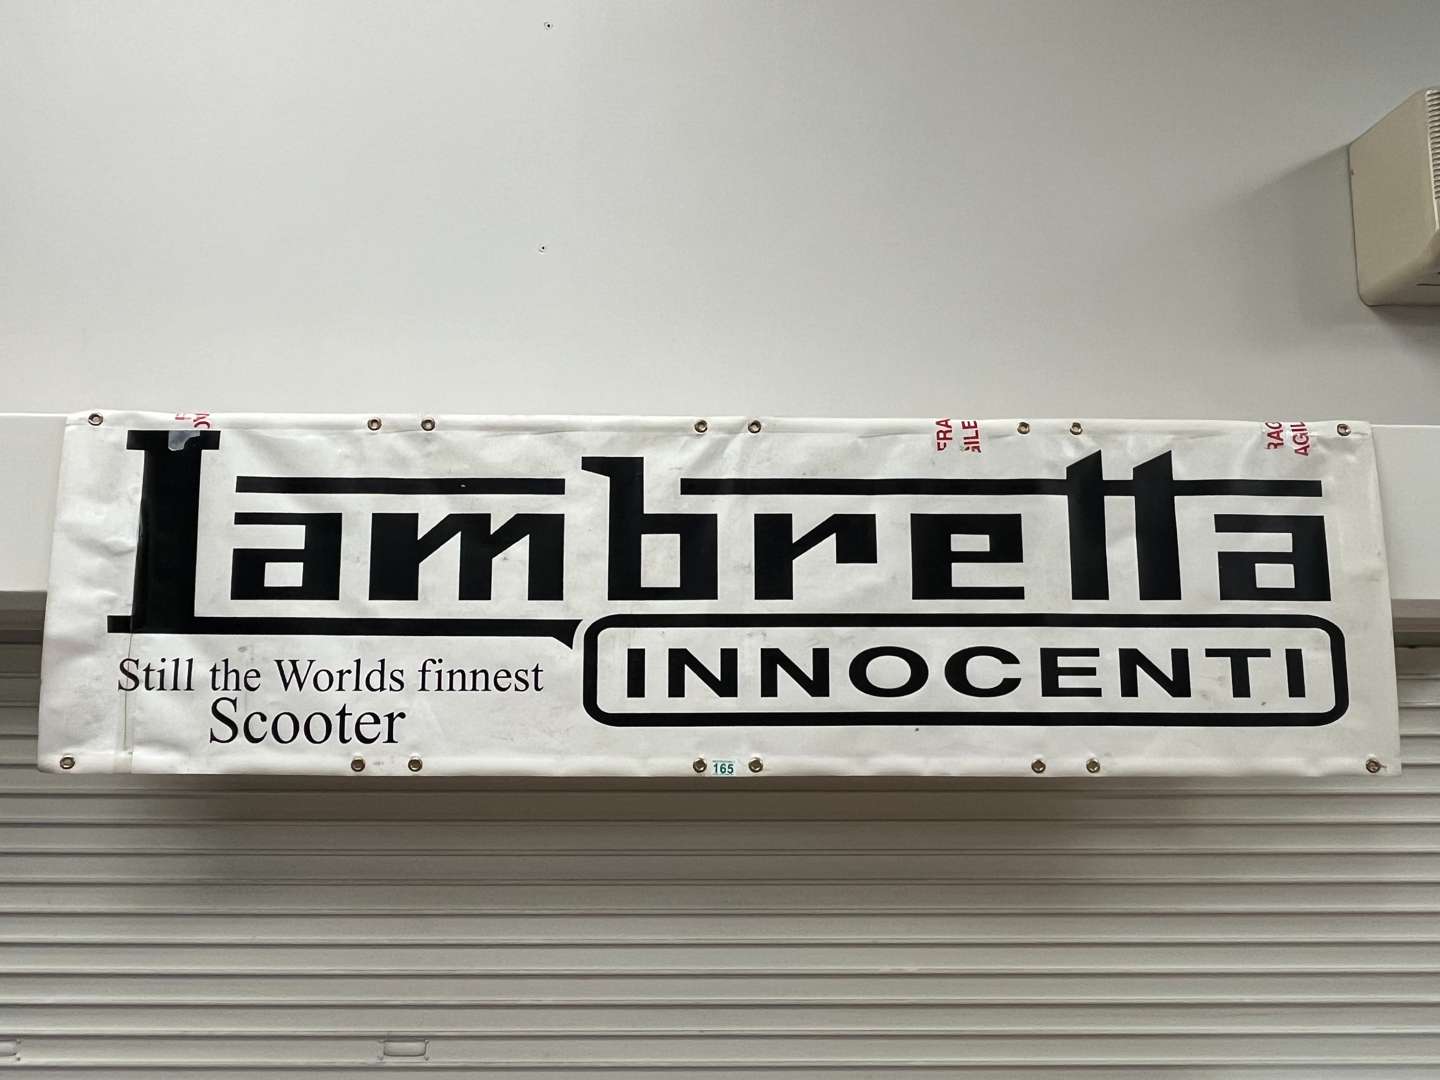 Lambretta
INNOCENTI
Still the Worlds finnest
Scooter
165